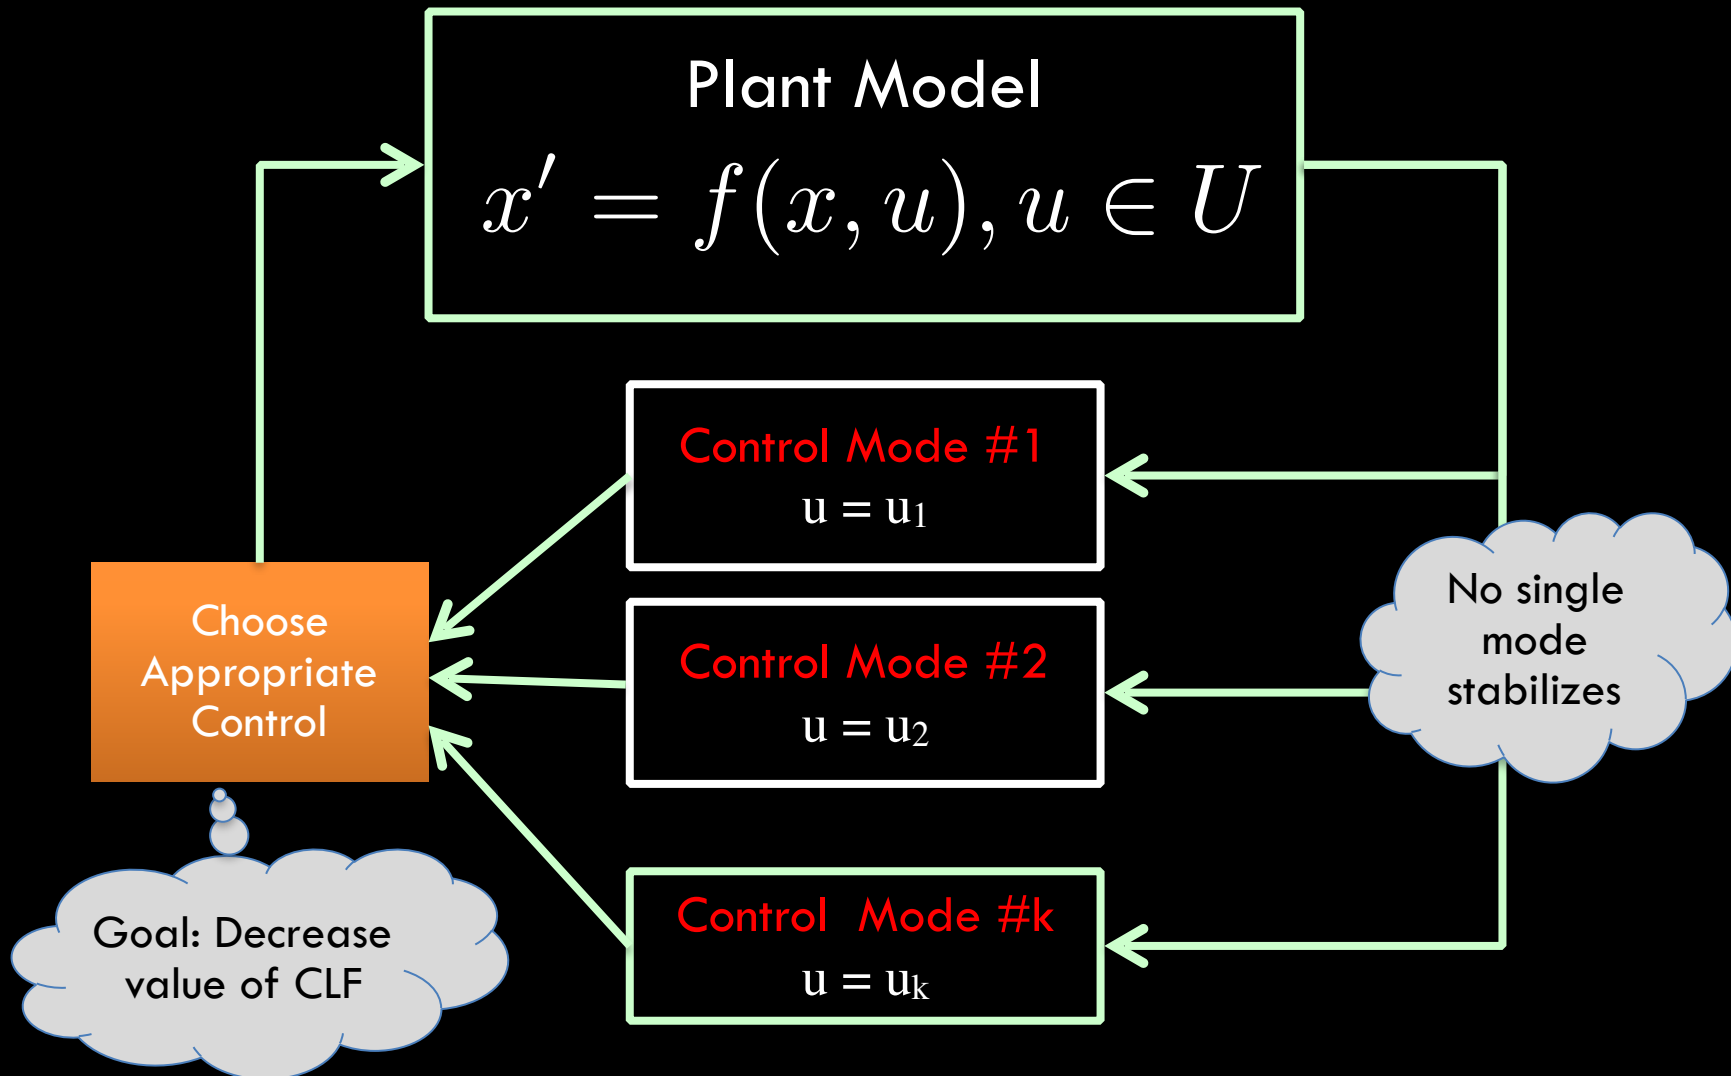 Plant Model
x′ = f(x, u), u ∈ U
Control Mode #1
u = u₁
Control Mode #2
u = u₂
Control Mode #k
u = uₖ
Choose
Appropriate
Control
No single
mode
stabilizes
Goal: Decrease
value of CLF